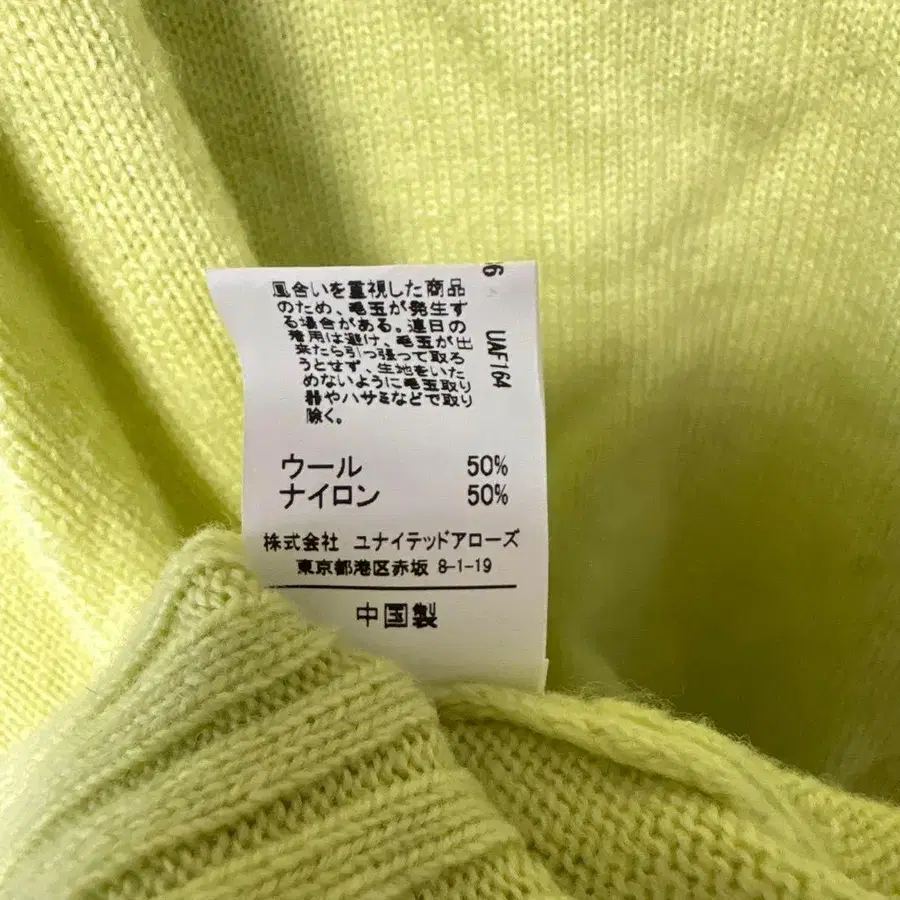 風合いを重視した商品
のため、毛玉が発生す
る場合がある。連日の
着用は避け、毛玉が出
来たら引っ張って取ろ
うとせず、生地をいた
めないように毛玉取り
器やハサミなどで取り
除く。
ウール 50%
ナイロン 50%
株式会社 ユナイテッドアローズ
東京都港区赤坂 8-1-19
中国製
UAF164